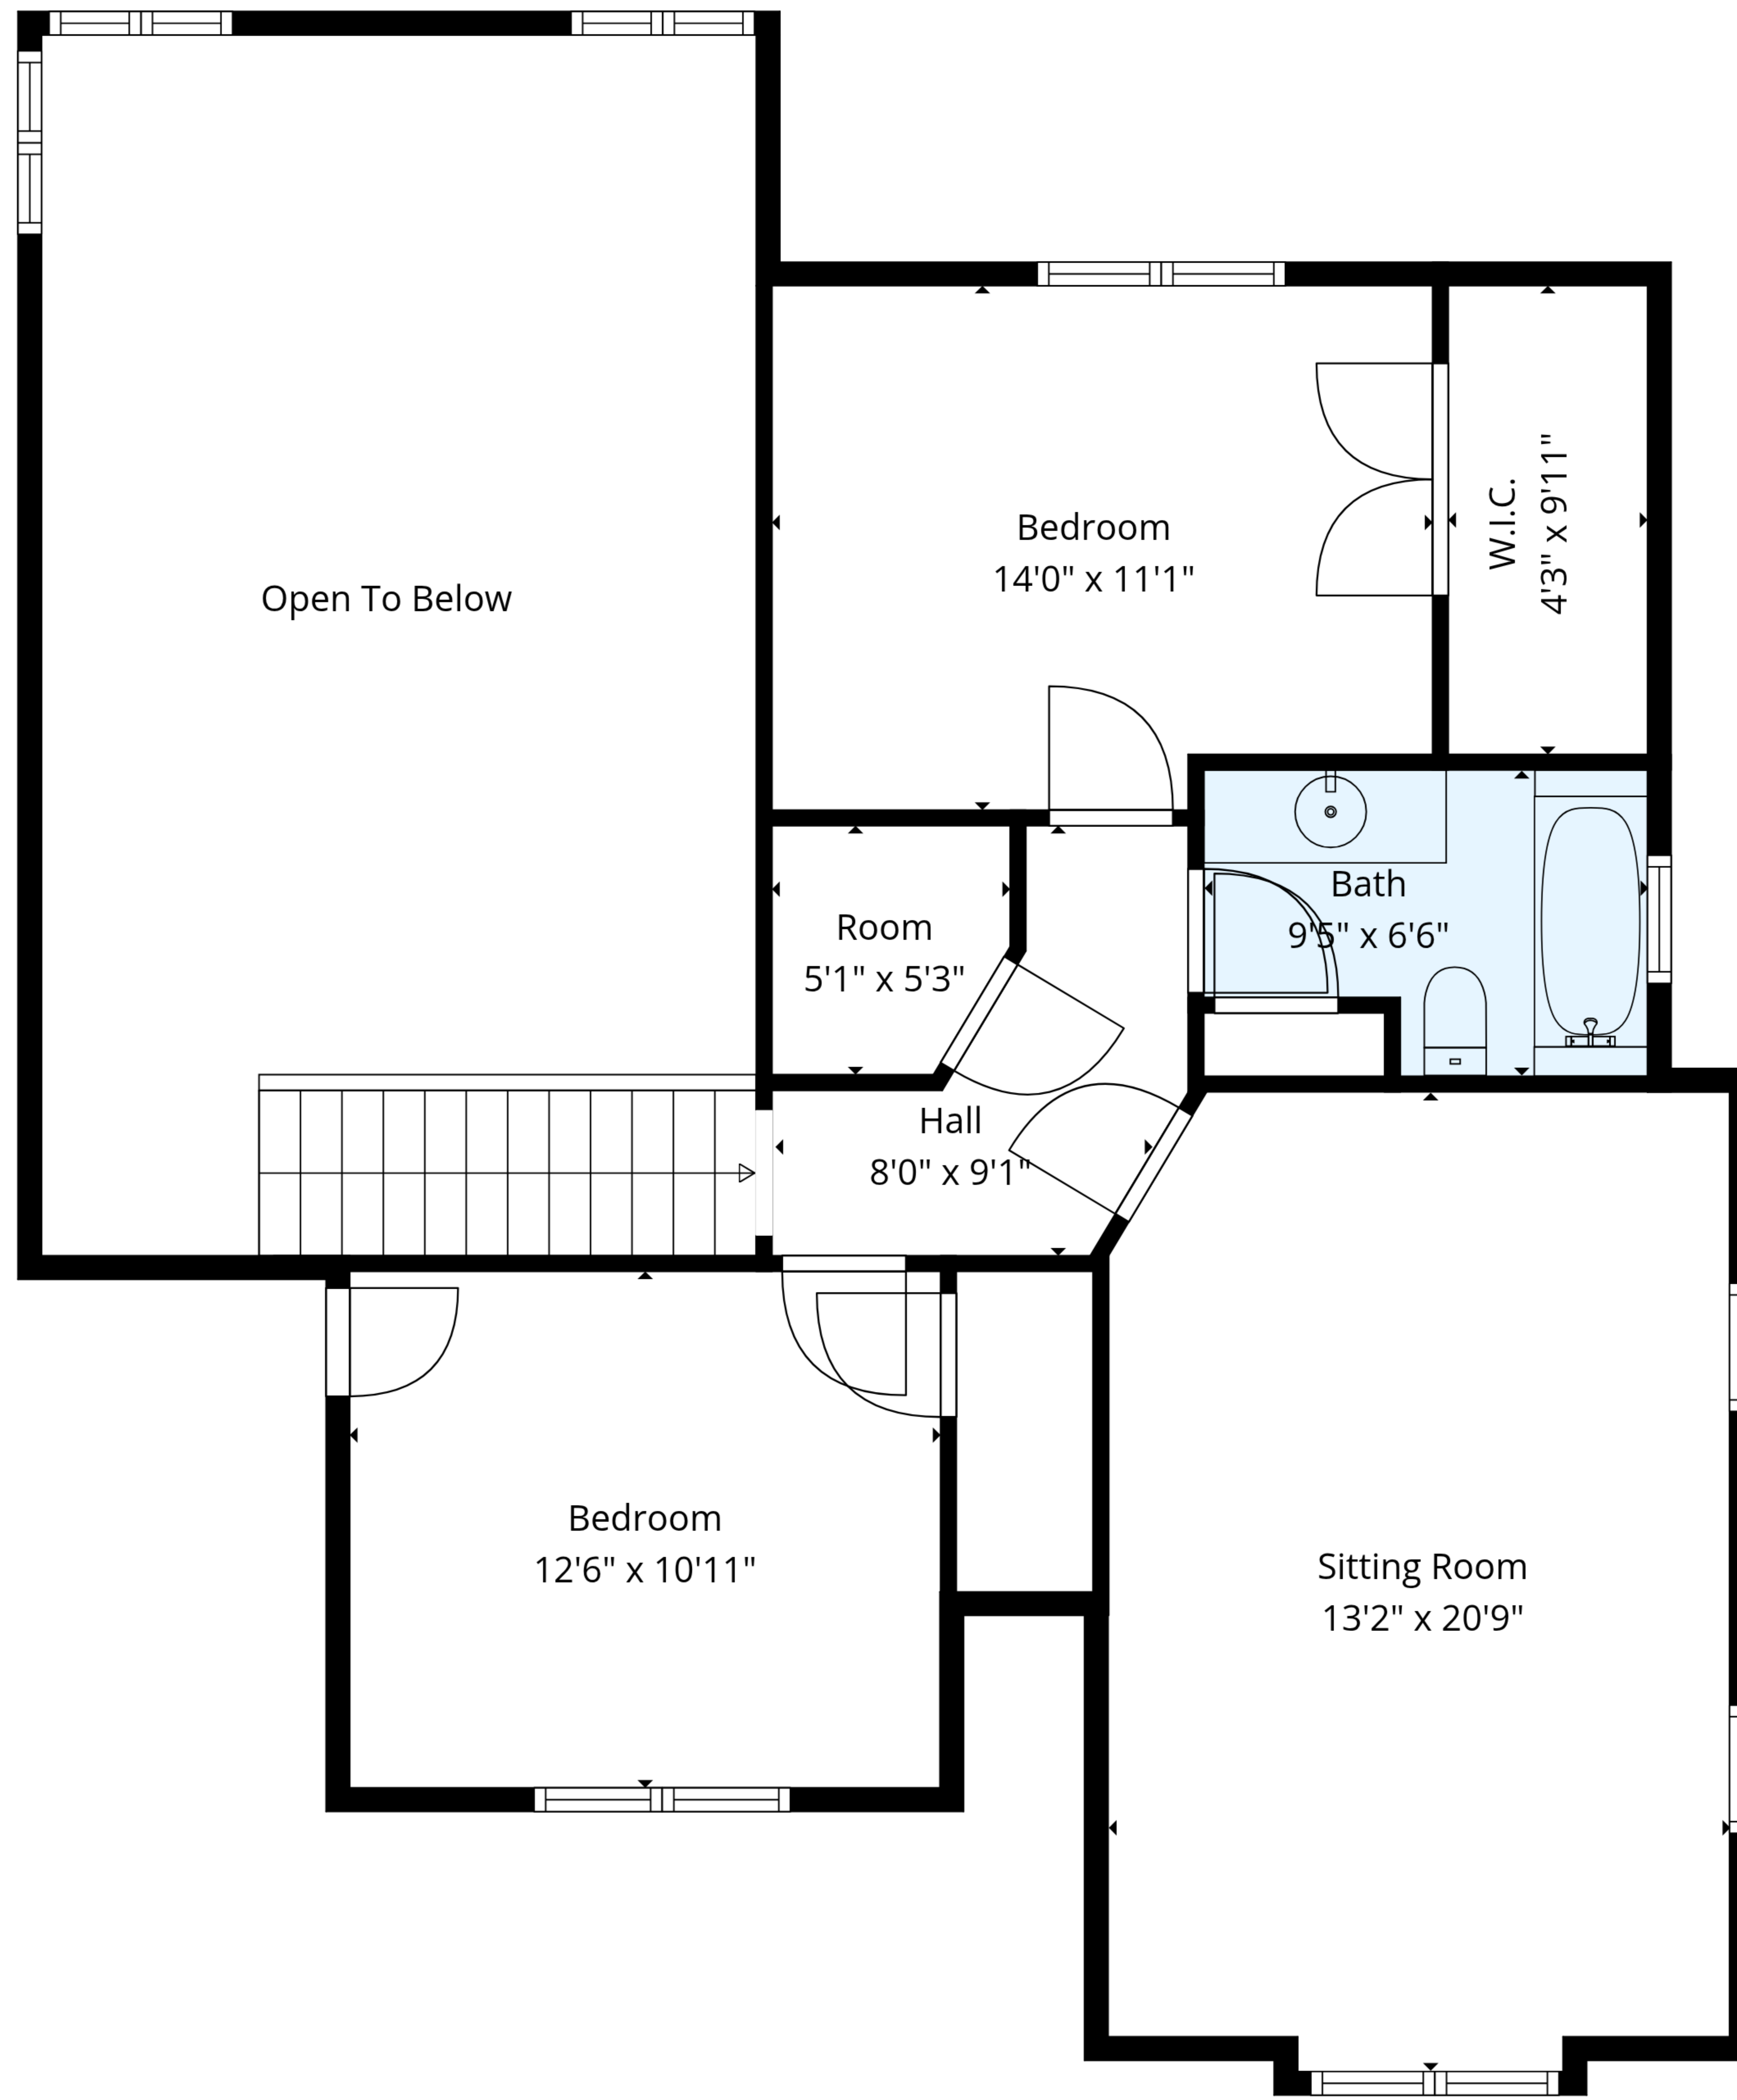 Bedroom
14'0" x 11'1"
W.I.C.
4'3" x 9'11"
Open To Below
Bath
9'5" x 6'6"
Room
5'1" x 5'3"
Hall
8'0" x 9'1"
Bedroom
12'6" x 10'11"
Sitting Room
13'2" x 20'9"